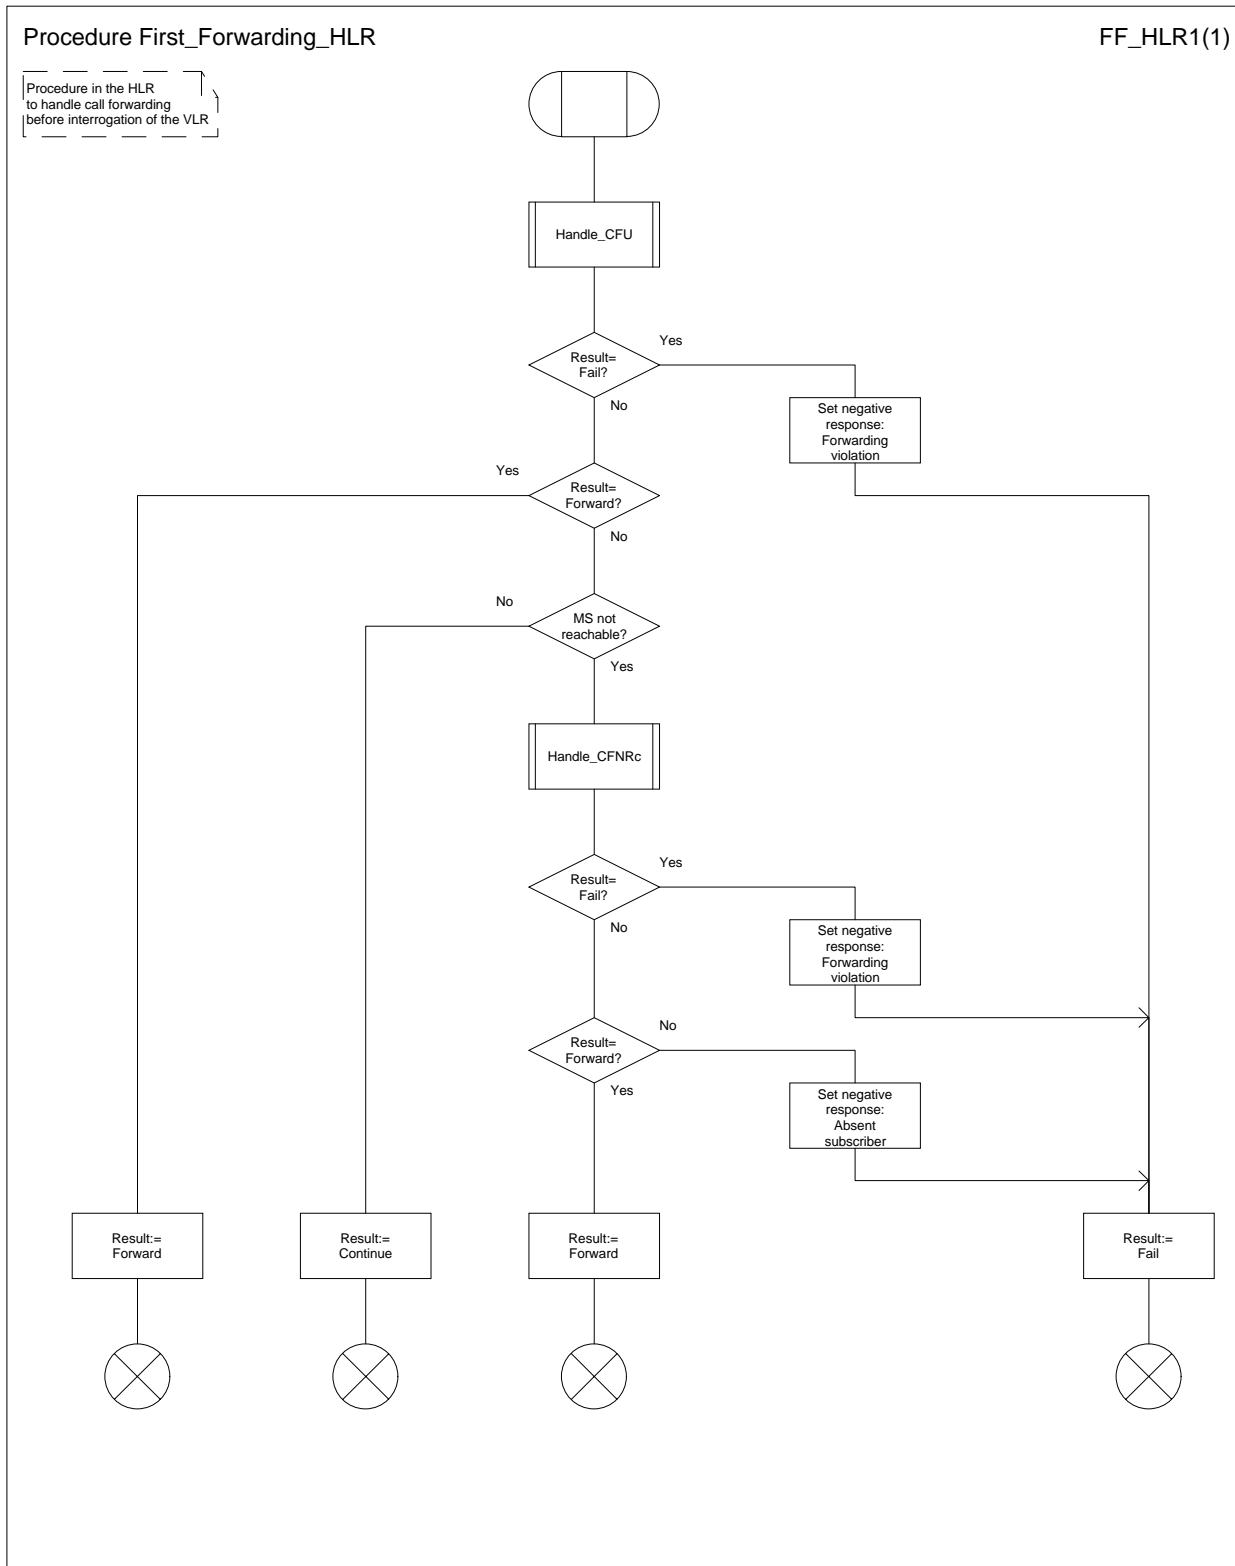 Procedure First_Forwarding_HLR
FF_HLR1(1)
Procedure in the HLR
to handle call forwarding
before interrogation of the VLR
Handle_CFU
Yes
Result=
Fail?
No
Set negative
response:
Forwarding
violation
Yes
Result=
Forward?
No
No
MS not
reachable?
Yes
Handle_CFNRc
Yes
Result=
Fail?
No
Set negative
response:
Forwarding
violation
No
Result=
Forward?
Yes
Set negative
response:
Absent
subscriber
Result:=
Forward
Result:=
Continue
Result:=
Forward
Result:=
Fail